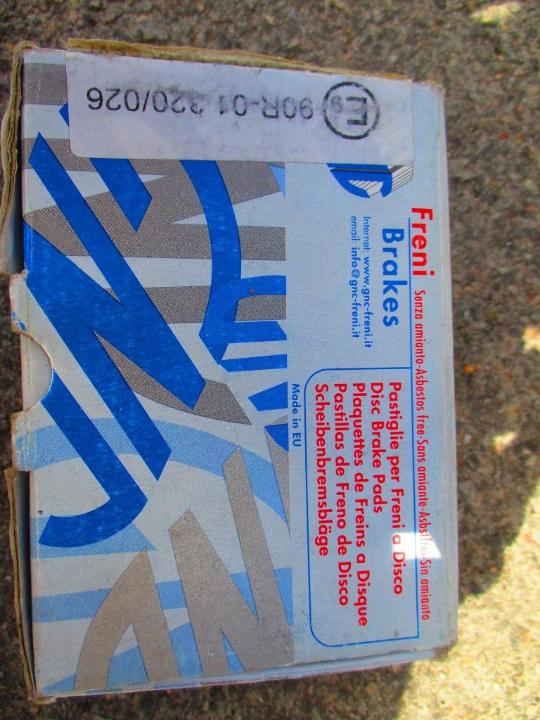 E9 90R-01 320/026
Freni
Brakes
Internet: www.gnc-freni.it
email: info@gnc-freni.it
Senza amianto-Asbestos free-Sans amiante-Asbstfrei-Sin amianto
Pastiglie per Freni a Disco
Disc Brake Pads
Plaquettes de Freins a Disque
Pastillas de Freno de Disco
Scheibenbremsbläge
Made in EU